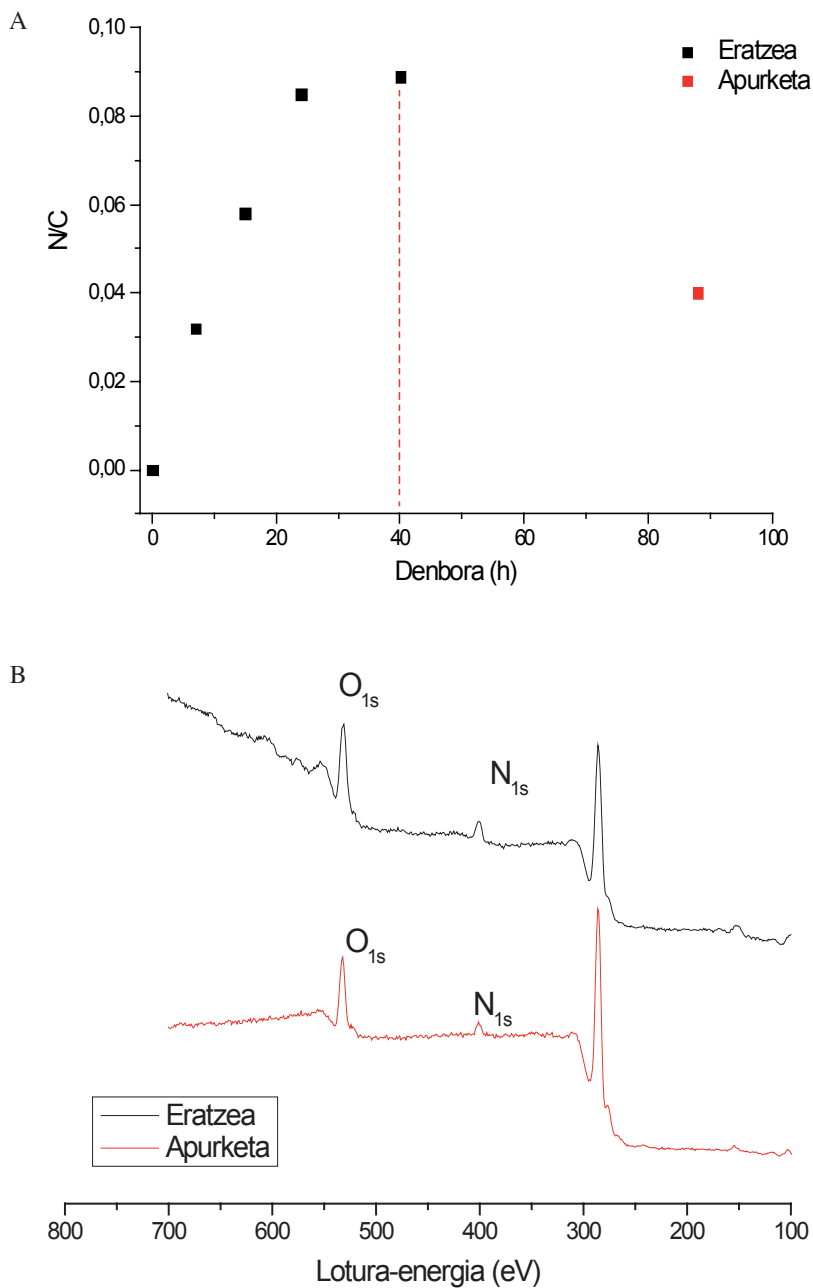 A
Eratzea
Apurketa
N/C
0,10
0,08
0,06
0,04
0,02
0,00
0 20 40 60 80 100
Denbora (h)
B
O1s
N1s
O1s
N1s
Eratzea
Apurketa
800 700 600 500 400 300 200 100
Lotura-energia (eV)